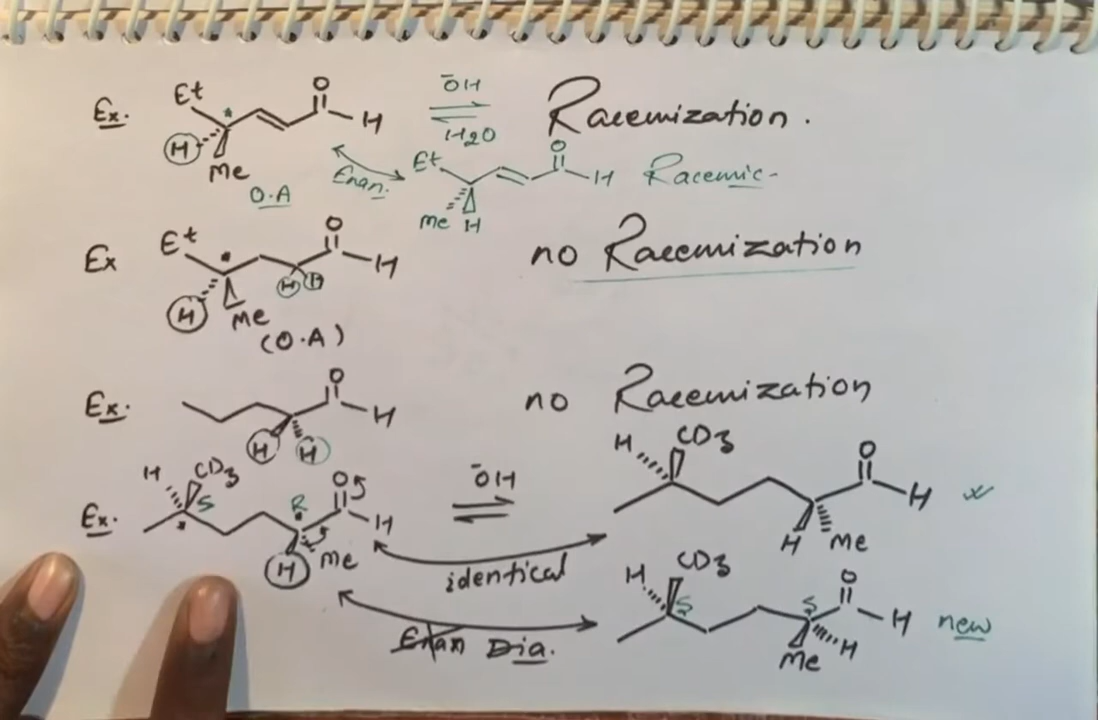 Ex. Et * O H H Me O.A ⁻OH ⇌ H2O Racemization.
Enan. Et O H Me H Racemic-
Ex Et * O H H H H Me (O.A) no Racemization
Ex. O H H H no Racemization
Ex. H CD3 S * R O H H Me ⁻OH ⇌ H CD3 O H H Me
identical
Enan Dia. H CD3 S S O H H Me new